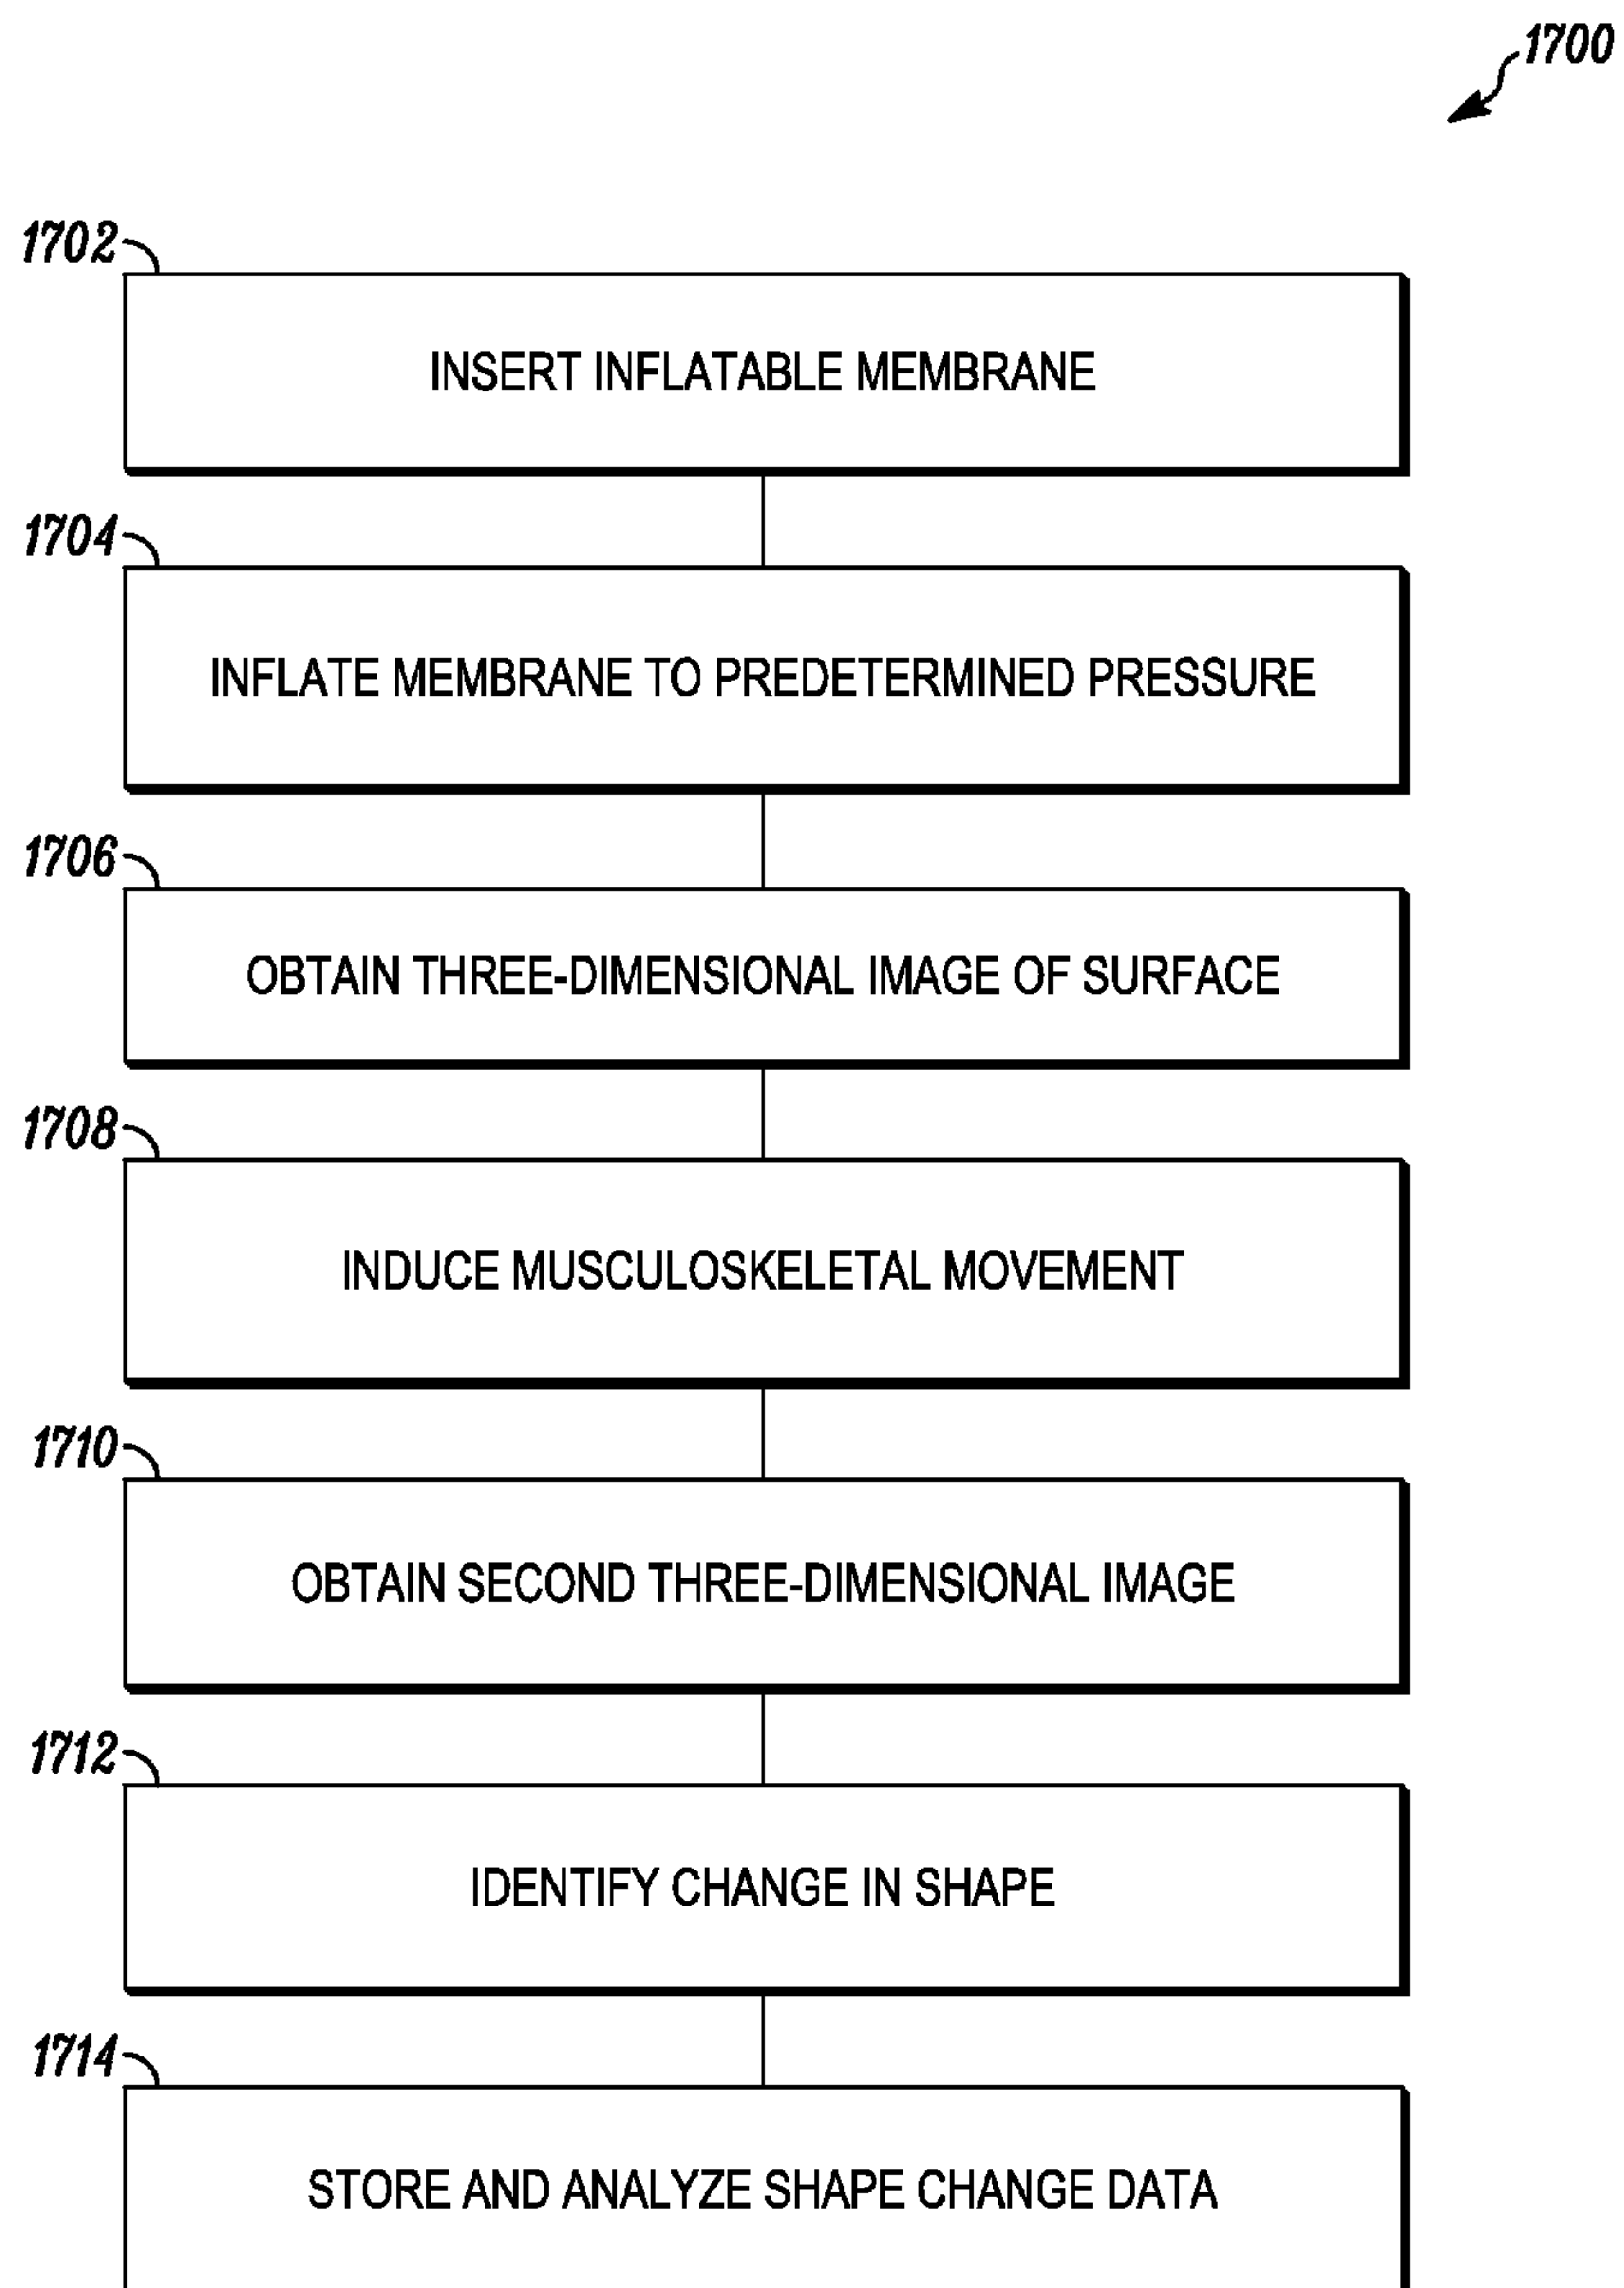 1700
1702
INSERT INFLATABLE MEMBRANE
1704
INFLATE MEMBRANE TO PREDETERMINED PRESSURE
1706
OBTAIN THREE-DIMENSIONAL IMAGE OF SURFACE
1708
INDUCE MUSCULOSKELETAL MOVEMENT
1710
OBTAIN SECOND THREE-DIMENSIONAL IMAGE
1712
IDENTIFY CHANGE IN SHAPE
1714
STORE AND ANALYZE SHAPE CHANGE DATA